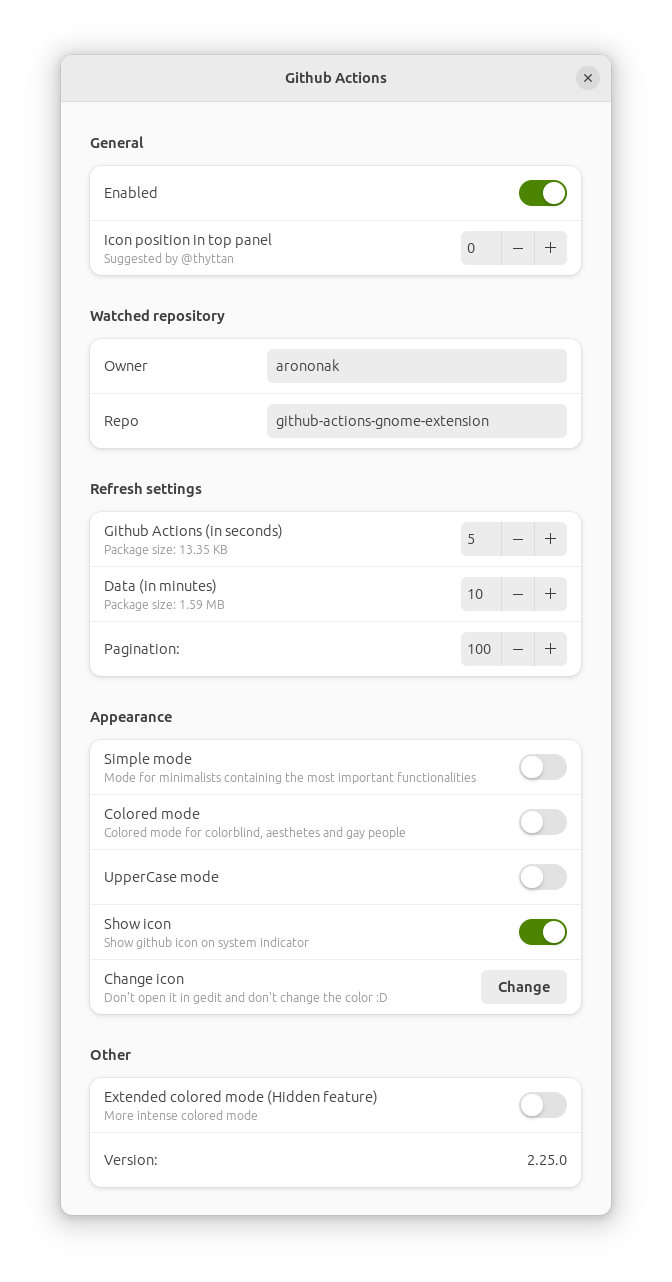 Github Actions
General
Enabled
Icon position in top panel
Suggested by @thyttan
0
Watched repository
Owner
arononak
Repo
github-actions-gnome-extension
Refresh settings
Github Actions (in seconds)
Package size: 13.35 KB
5
Data (in minutes)
Package size: 1.59 MB
10
Pagination:
100
Appearance
Simple mode
Mode for minimalists containing the most important functionalities
Colored mode
Colored mode for colorblind, aesthetes and gay people
UpperCase mode
Show icon
Show github icon on system indicator
Change icon
Don't open it in gedit and don't change the color :D
Change
Other
Extended colored mode (Hidden feature)
More intense colored mode
Version:
2.25.0